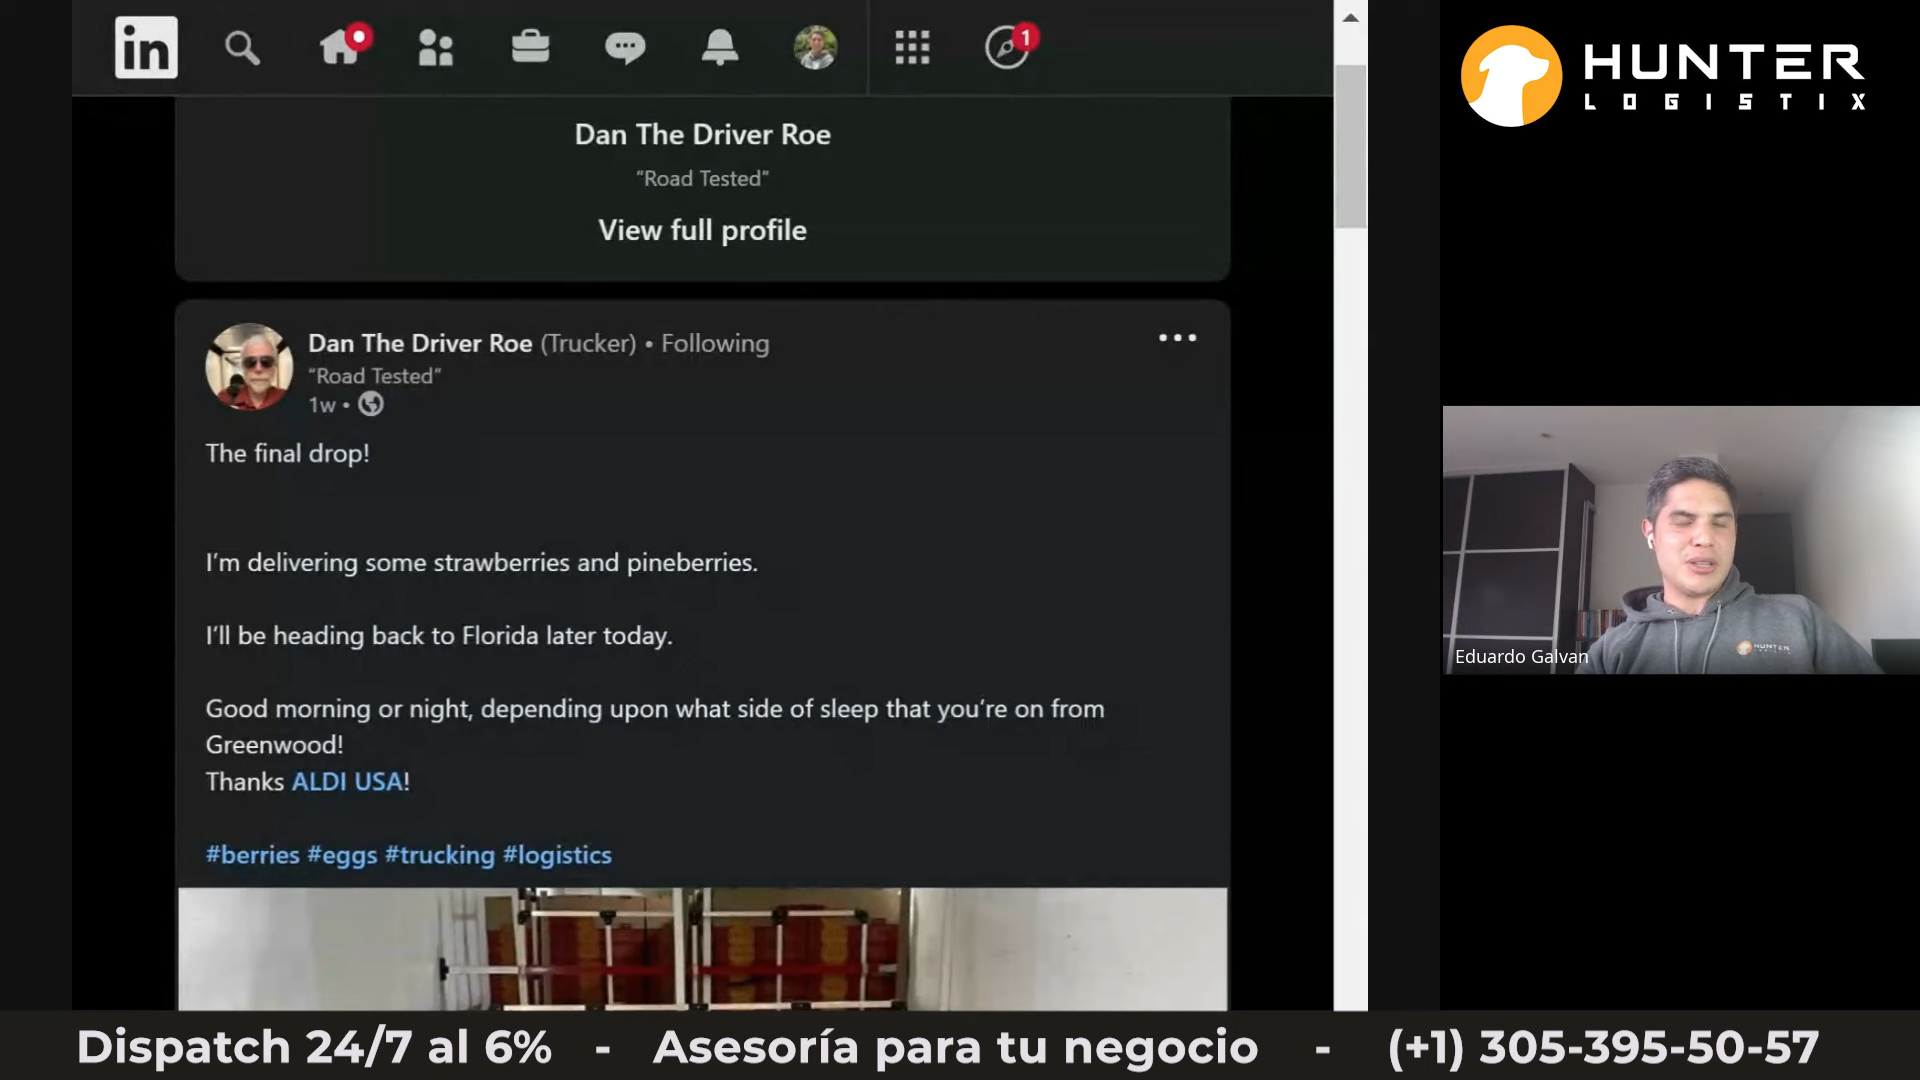 in
1
Dan The Driver Roe
“Road Tested”
View full profile
Dan The Driver Roe (Trucker) • Following
“Road Tested”
1w •
The final drop!
I’m delivering some strawberries and pineberries.
I’ll be heading back to Florida later today.
Good morning or night, depending upon what side of sleep that you’re on from
Greenwood!
Thanks ALDI USA!
#berries #eggs #trucking #logistics
HUNTER
LOGISTIX
HUNTER
Eduardo Galvan
Dispatch 24/7 al 6% - Asesoría para tu negocio - (+1) 305-395-50-57